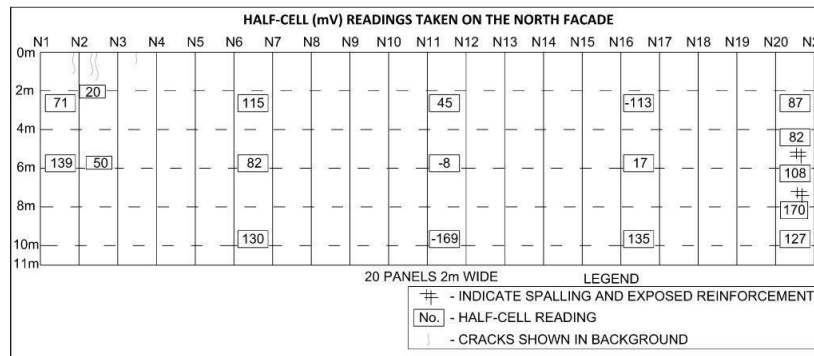 HALF-CELL (mV) READINGS TAKEN ON THE NORTH FACADE
N1 N2 N3 N4 N5 N6 N7 N8 N9 N10 N11 N12 N13 N14 N15 N16 N17 N18 N19 N20
0m
2m
20
71 115 45 -113 87
4m
82
139 50 82 -8 17
6m
108
8m
170
130 -169 135 127
10m
11m
20 PANELS 2m WIDE
LEGEND
- INDICATE SPALLING AND EXPOSED REINFORCEMENT
No. - HALF-CELL READING
- CRACKS SHOWN IN BACKGROUND